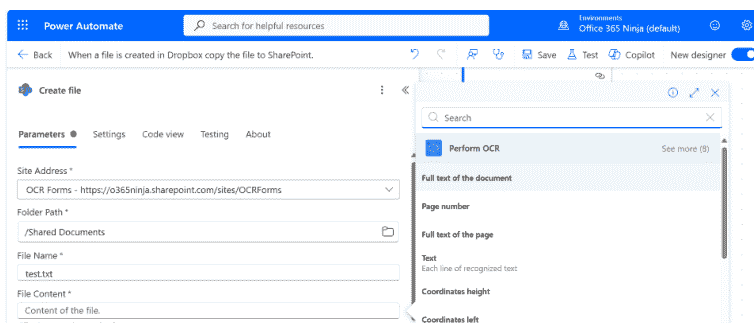 Power Automate
Search for helpful resources
Environments
Office 365 Ninja (default)
Back
When a file is created in Dropbox copy the file to SharePoint.
Save
Test
Copilot
New designer
Create file
Parameters
Settings
Code view
Testing
About
Site Address *
OCR Forms - https://o365ninja.sharepoint.com/sites/OCRForms
Folder Path *
/Shared Documents
File Name *
test.txt
File Content *
Content of the file.
Search
Perform OCR
See more (8)
Full text of the document
Page number
Full text of the page
Text
Each line of recognized text
Coordinates height
Coordinates left